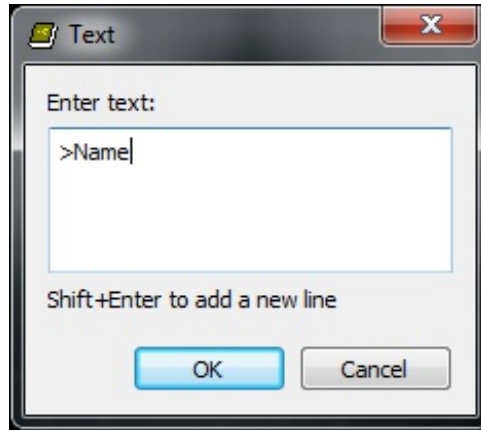 Text
Enter text:
>Name
Shift+Enter to add a new line
OK
Cancel